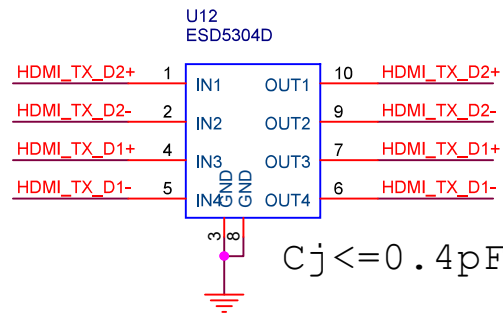 U12
ESD5304D
HDMI_TX_D2+ 1 IN1 OUT1 10 HDMI_TX_D2+
HDMI_TX_D2- 2 IN2 OUT2 9 HDMI_TX_D2-
HDMI_TX_D1+ 4 IN3 OUT3 7 HDMI_TX_D1+
HDMI_TX_D1- 5 IN4 OUT4 6 HDMI_TX_D1-
GND GND
3 8
Cj<=0.4pF